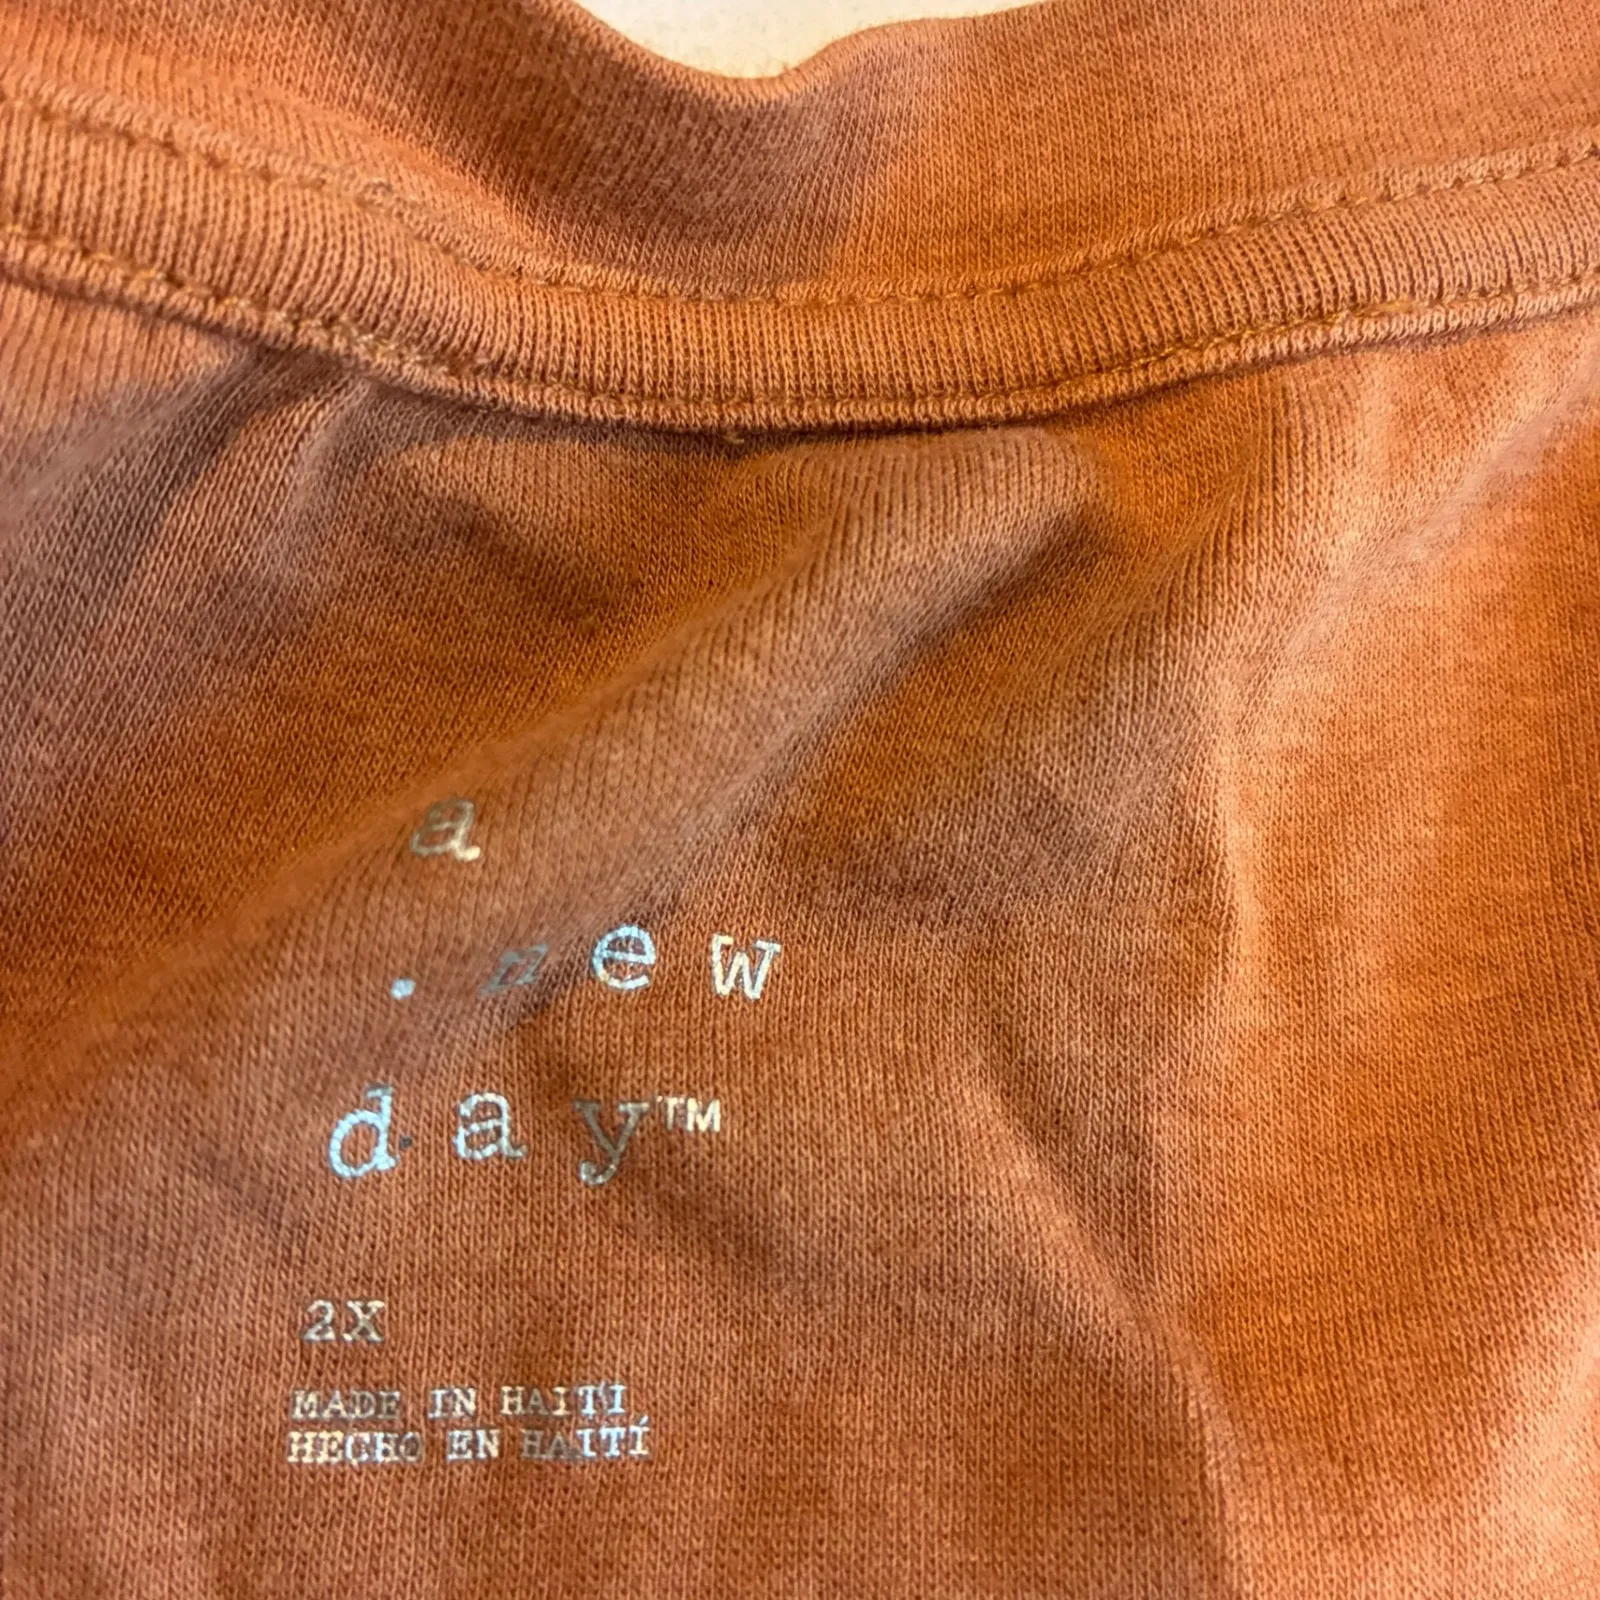 a
. new
day™
2X
MADE IN HAITI
HECHO EN HAITÍ